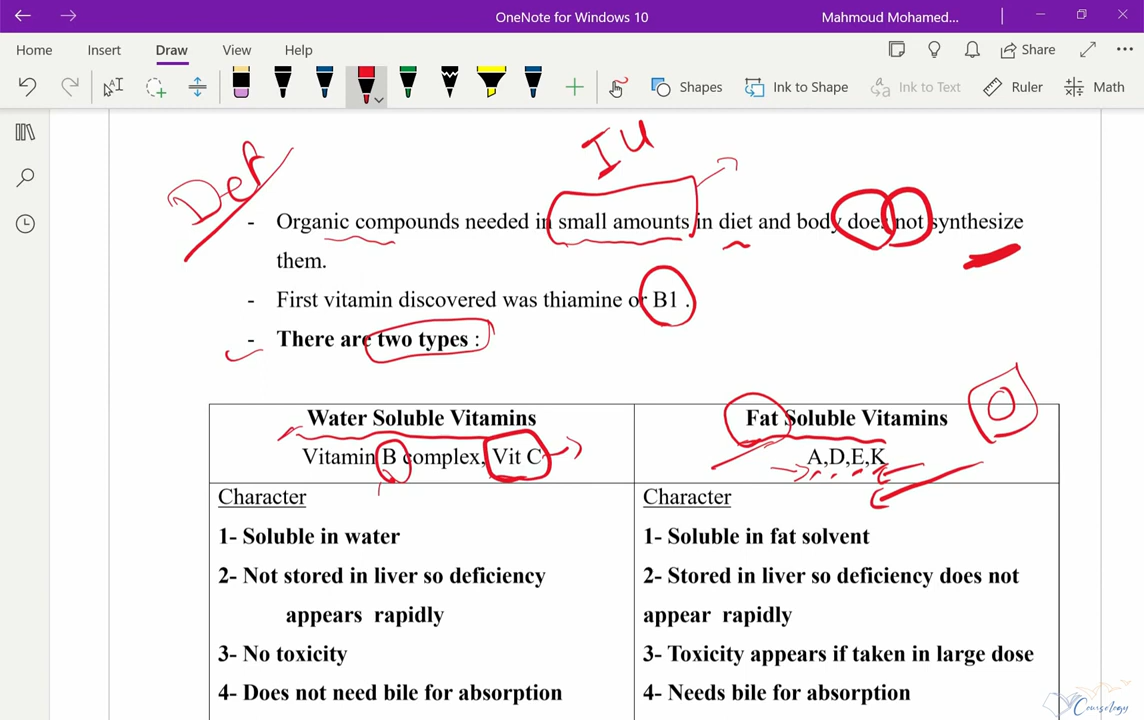 OneNote for Windows 10
Mahmoud Mohamed...
Home Insert Draw View Help Share
Shapes Ink to Shape Ink to Text Ruler Math
IU
Def
- Organic compounds needed in small amounts in diet and body does not synthesize
them.
- First vitamin discovered was thiamine or B1 .
- There are two types :
Water Soluble Vitamins
Vitamin B complex, Vit C
Fat Soluble Vitamins
A,D,E,K
Character
1- Soluble in water
2- Not stored in liver so deficiency
appears rapidly
3- No toxicity
4- Does not need bile for absorption
Character
1- Soluble in fat solvent
2- Stored in liver so deficiency does not
appear rapidly
3- Toxicity appears if taken in large dose
4- Needs bile for absorption
Courselogy